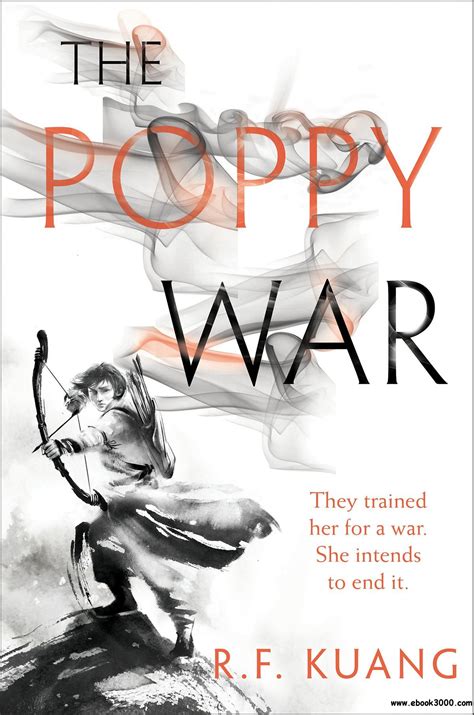 THE
POPPY
WAR
They trained
her for a war.
She intends
to end it.
R.F. KUANG
www.ebook3000.com